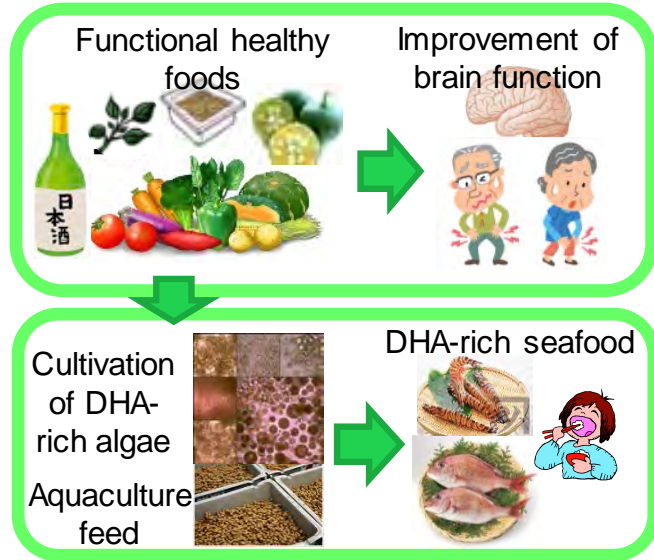 Functional healthy
foods
Improvement of
brain function
日本酒
Cultivation
of DHA-
rich algae
Aquaculture
feed
DHA-rich seafood